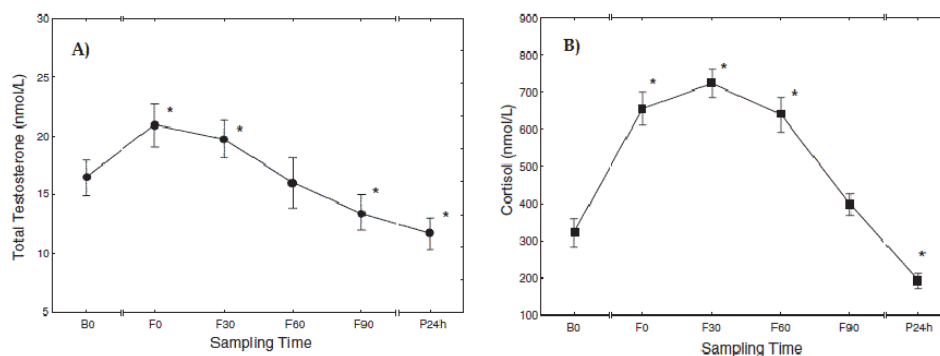 A)
Total Testosterone (nmol/L)
30
25
20
15
10
5
*
*
*
*
B0 F0 F30 F60 F90 P24h
Sampling Time
B)
Cortisol (nmol/L)
900
800
700
600
500
400
300
200
100
*
*
*
*
B0 F0 F30 F60 F90 P24h
Sampling Time